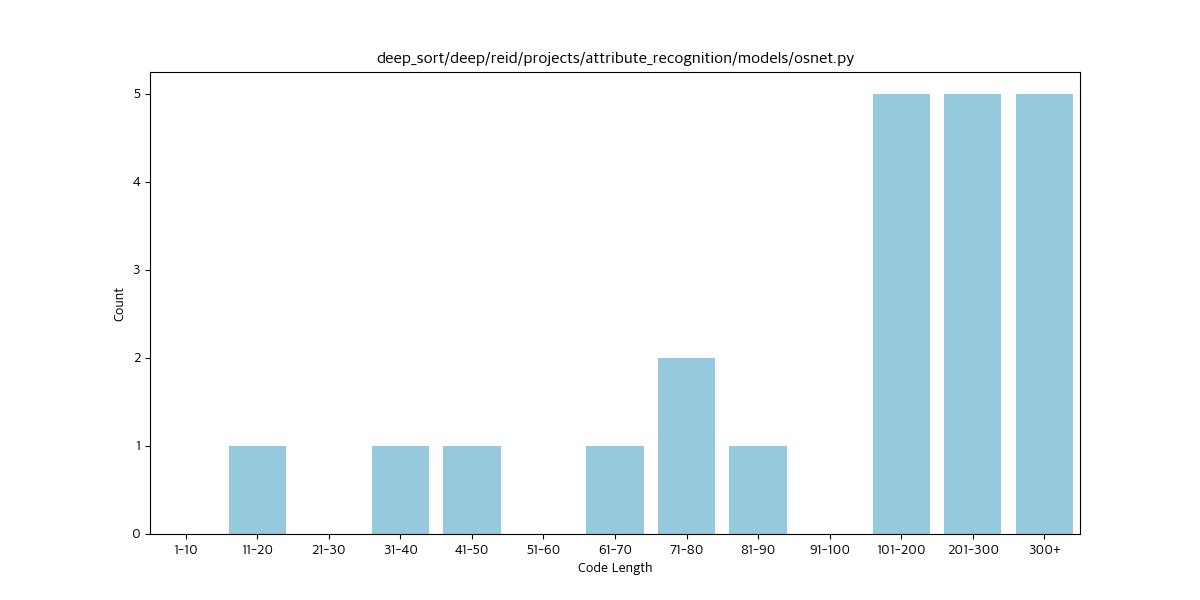 deep_sort/deep/reid/projects/attribute_recognition/models/osnet.py
5
4
3
2
1
0
Count
1-10 11-20 21-30 31-40 41-50 51-60 61-70 71-80 81-90 91-100 101-200 201-300 300+
Code Length